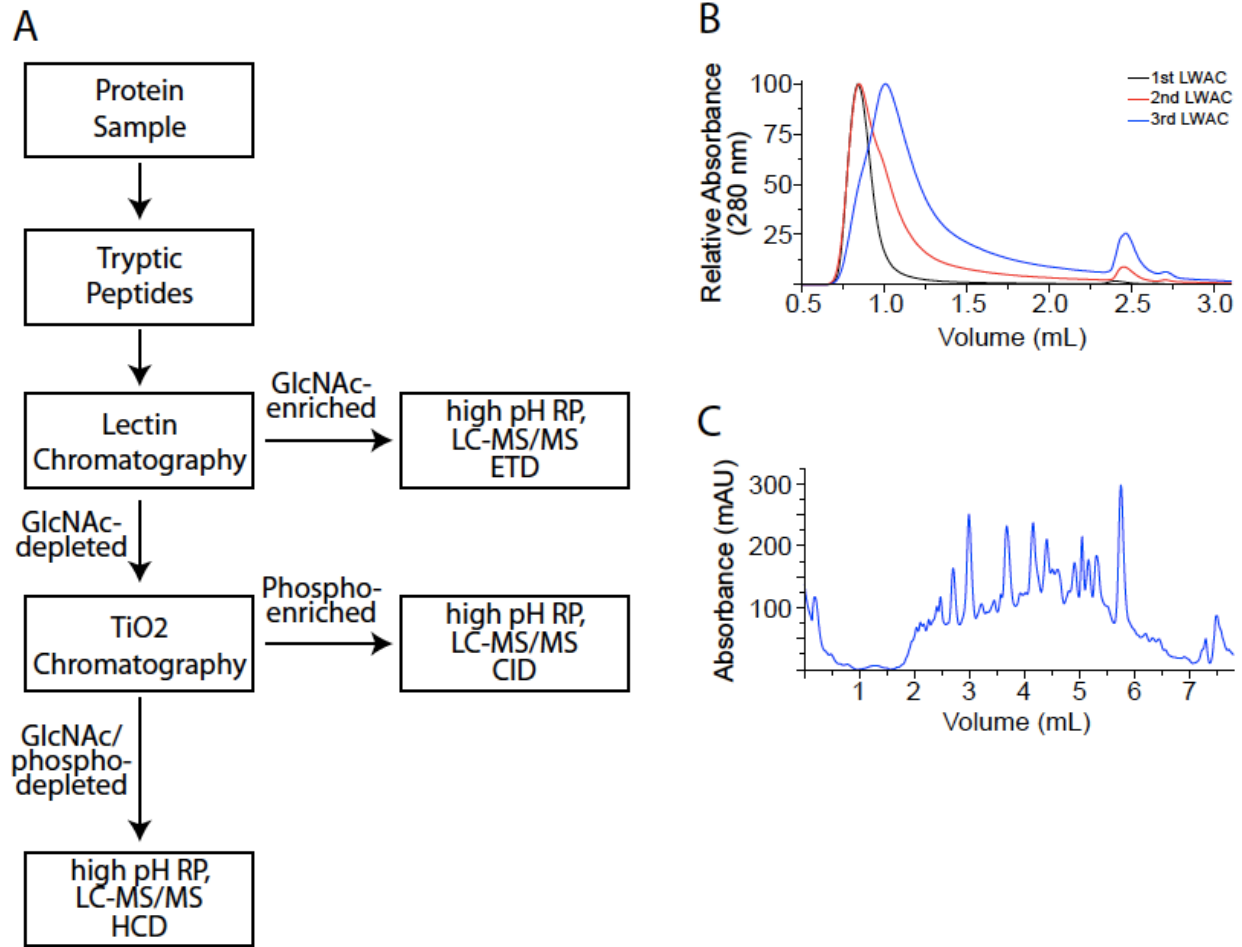 A
Protein
Sample
Tryptic
Peptides
Lectin
Chromatography
GlcNAc-
enriched
high pH RP,
LC-MS/MS
ETD
GlcNAc-
depleted
TiO2
Chromatography
Phospho-
enriched
high pH RP,
LC-MS/MS
CID
GlcNAc/
phospho-
depleted
high pH RP,
LC-MS/MS
HCD
B
Relative Absorbance
(280 nm)
100
75
50
25
0.5 1.0 1.5 2.0 2.5 3.0
Volume (mL)
1st LWAC
2nd LWAC
3rd LWAC
C
Absorbance (mAU)
300
200
100
1 2 3 4 5 6 7
Volume (mL)